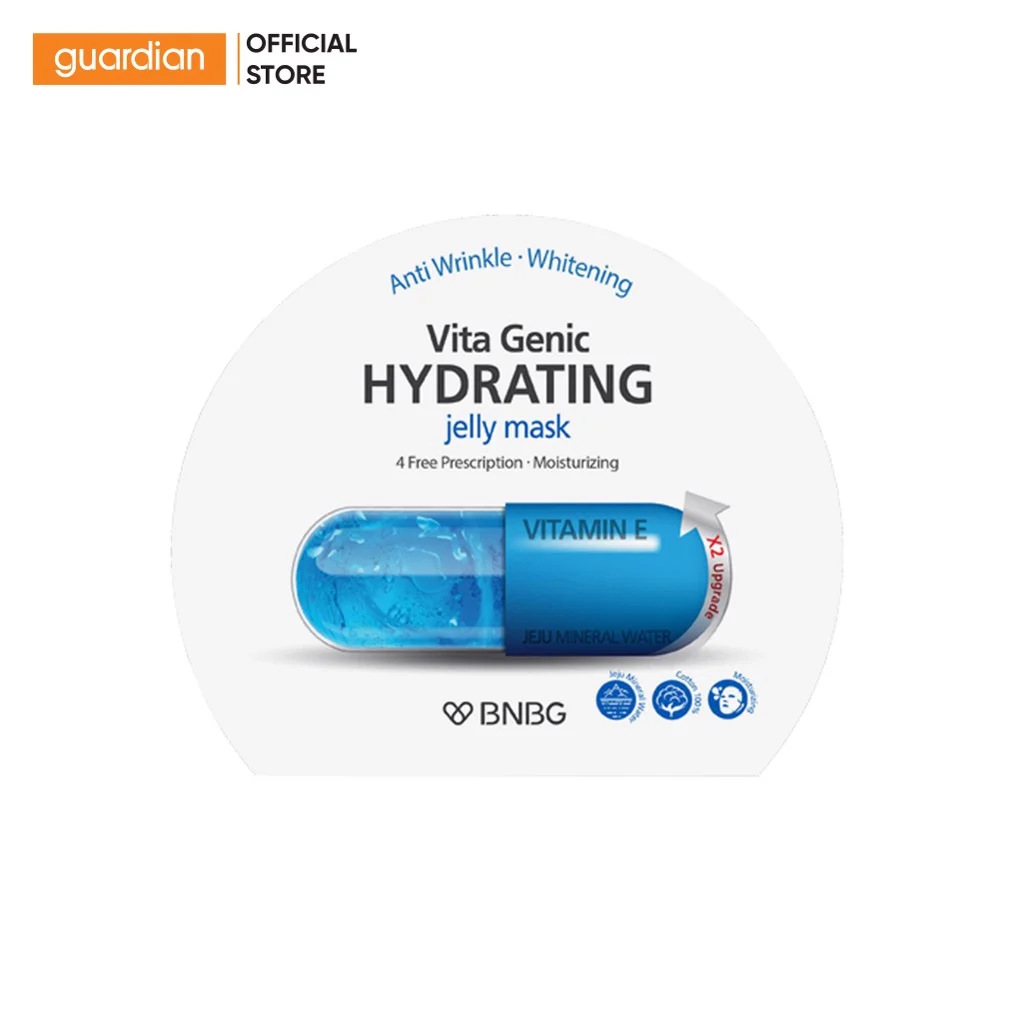 guardian
OFFICIAL
STORE
Anti Wrinkle · Whitening
Vita Genic
HYDRATING
jelly mask
4 Free Prescription · Moisturizing
VITAMIN E
X2 Upgrade
JEJU MINERAL WATER
BNBG
Jeju Mineral Water
Cotton 100%
Moisturizing